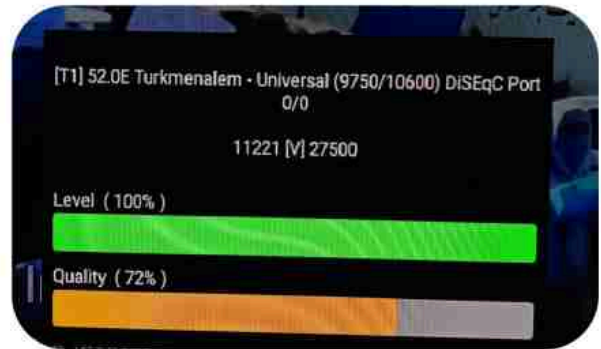 [T1] 52.0E Turkmenalem - Universal (9750/10600) DiSEqC Port
0/0
11221 [V] 27500
Level (100%)
Quality (72%)